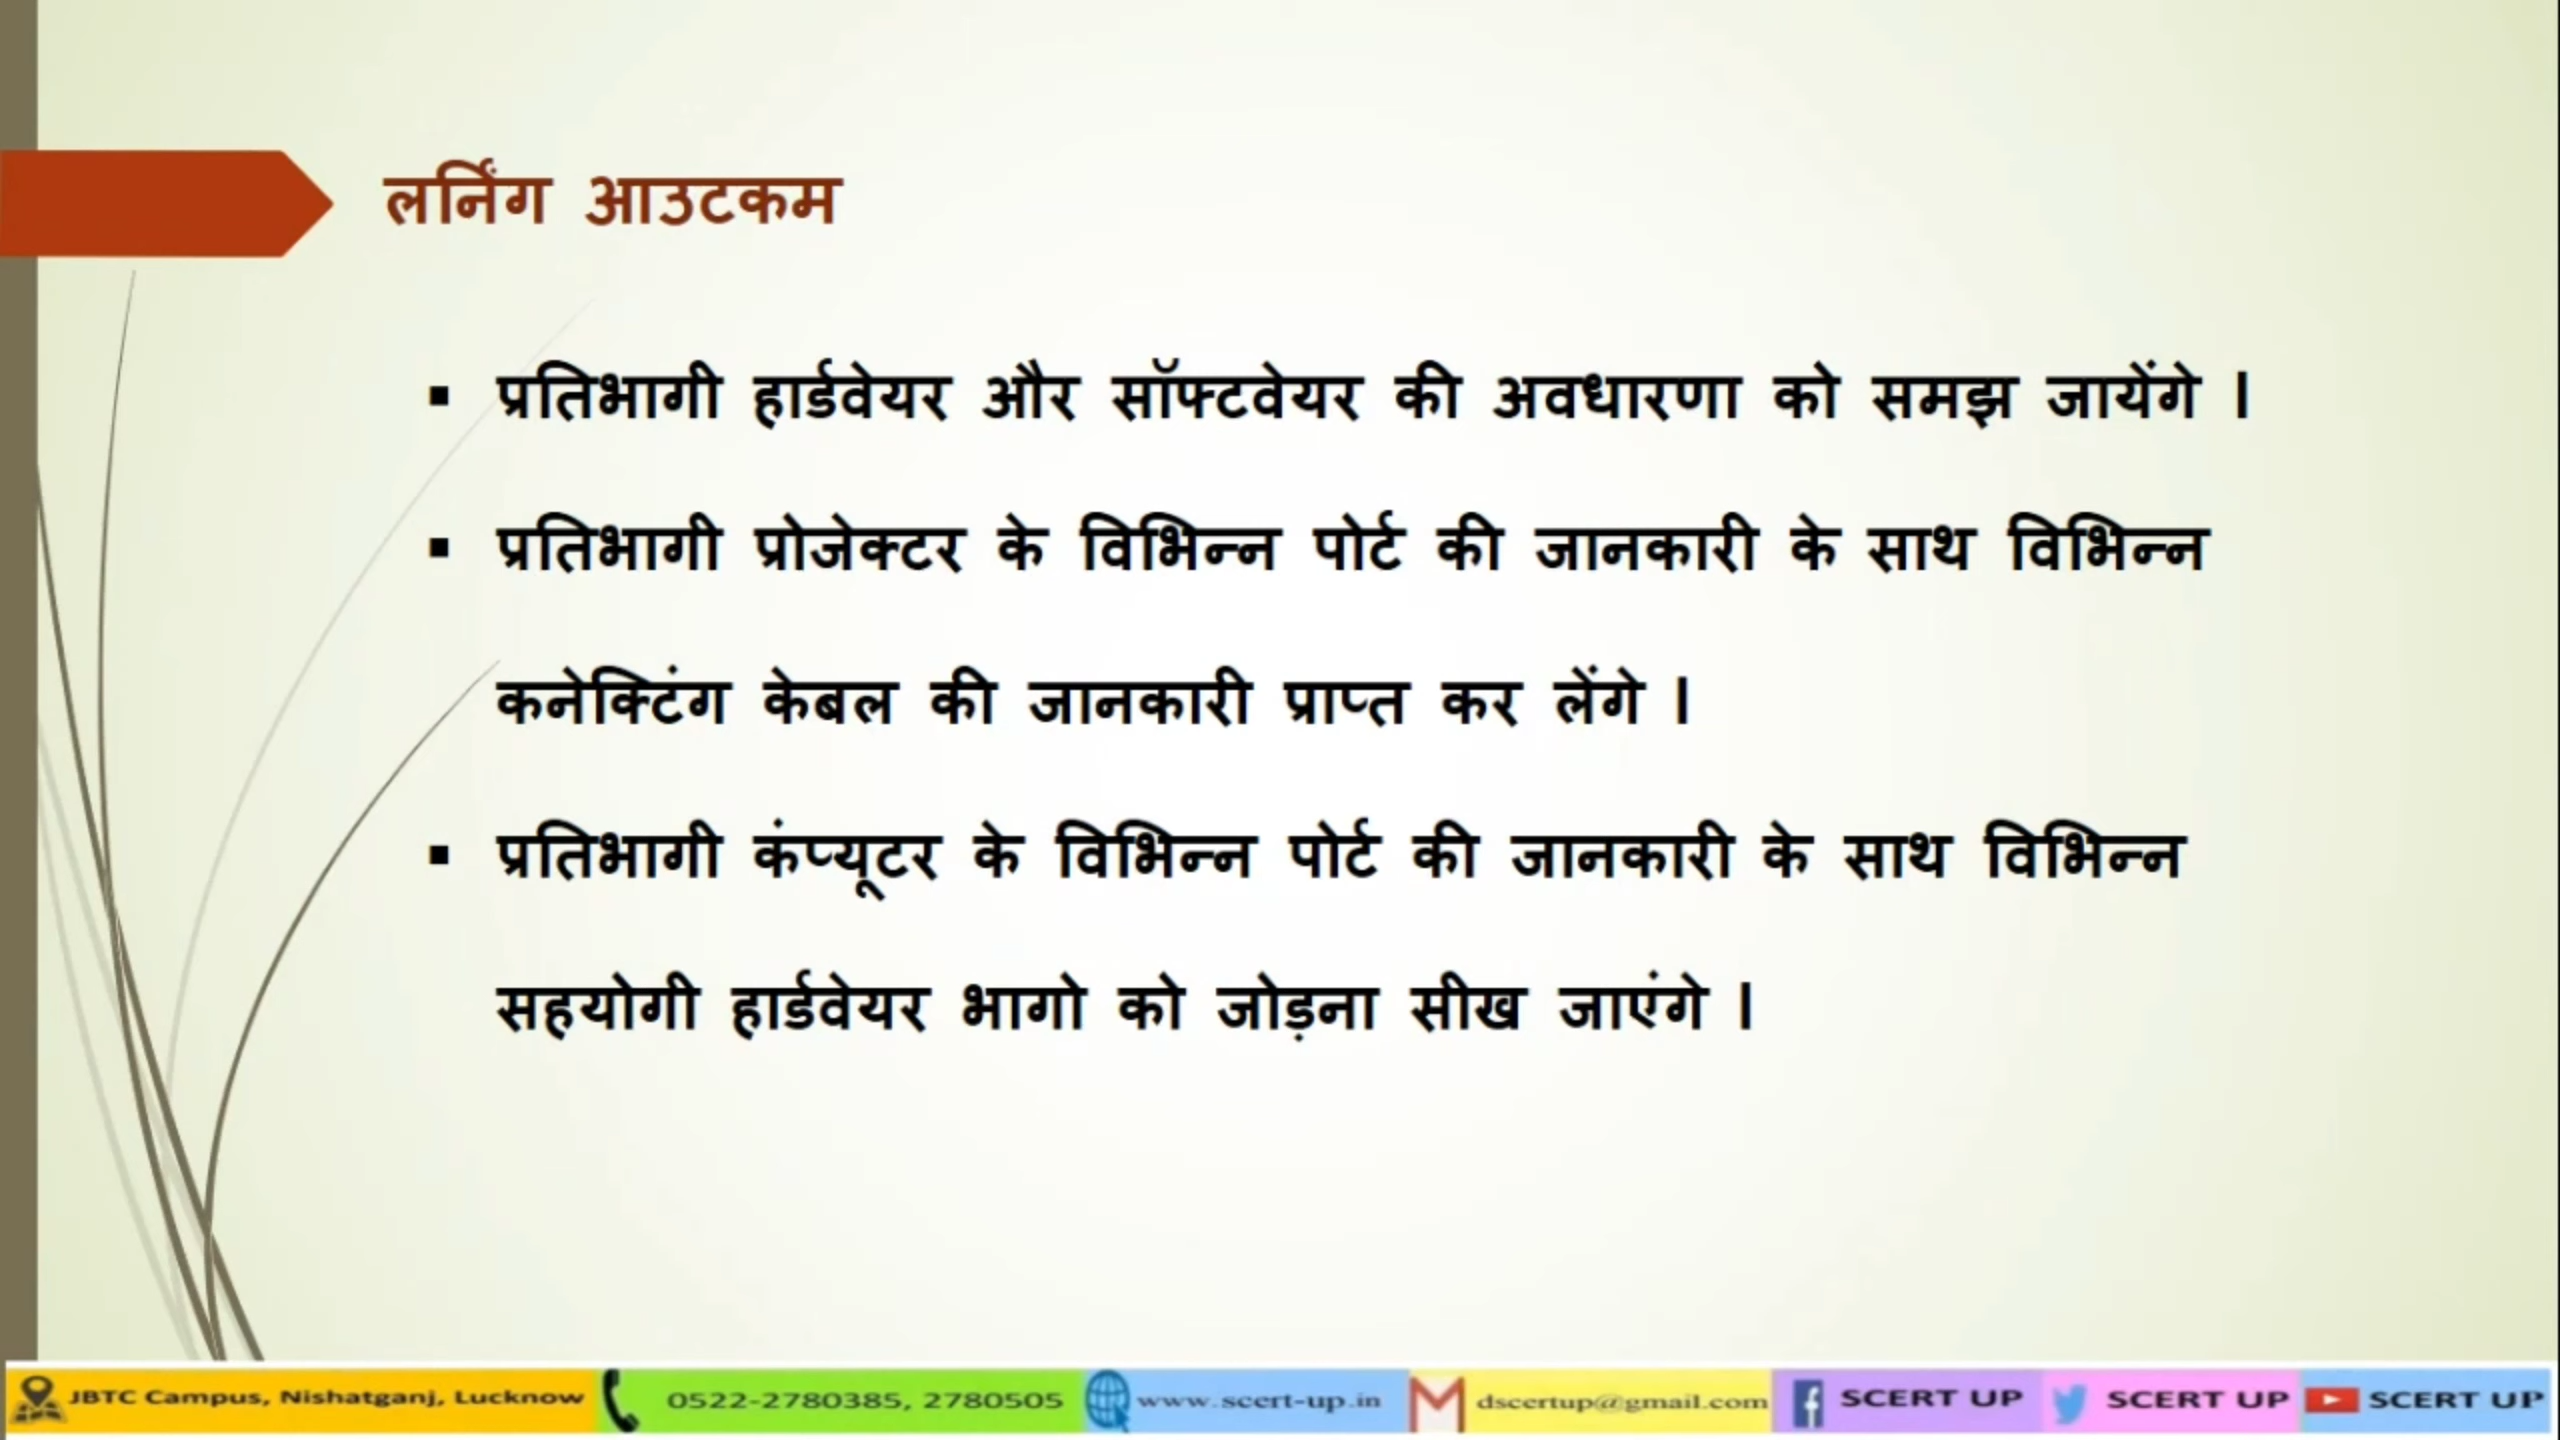 लर्निंग आउटकम
▪ प्रतिभागी हार्डवेयर और सॉफ्टवेयर की अवधारणा को समझ जायेंगे ।
▪ प्रतिभागी प्रोजेक्टर के विभिन्न पोर्ट की जानकारी के साथ विभिन्न
कनेक्टिंग केबल की जानकारी प्राप्त कर लेंगे ।
▪ प्रतिभागी कंप्यूटर के विभिन्न पोर्ट की जानकारी के साथ विभिन्न
सहयोगी हार्डवेयर भागो को जोड़ना सीख जाएंगे ।
JBTC Campus, Nishatganj, Lucknow 0522-2780385, 2780505 www.scert-up.in dscertup@gmail.com SCERT UP SCERT UP SCERT UP